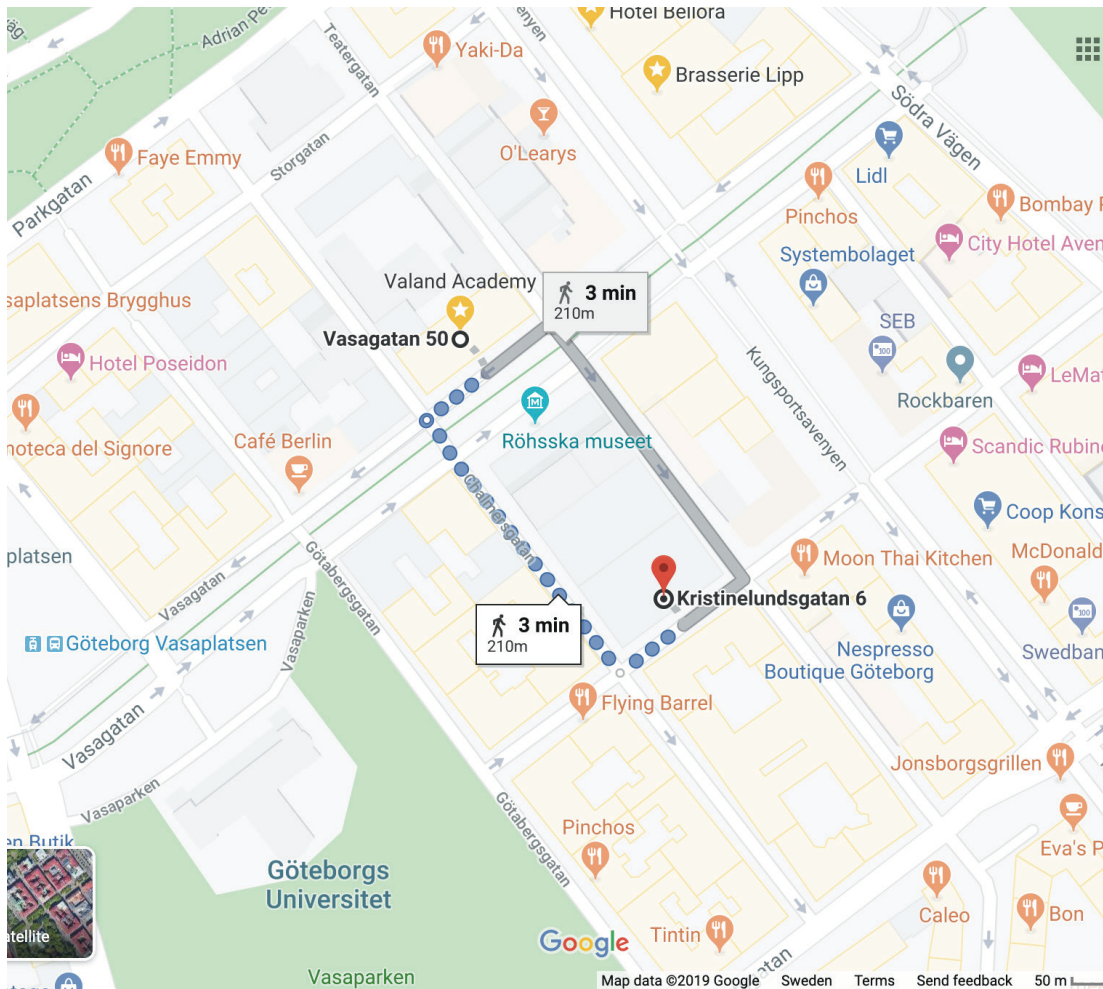 Hotel Bellora
Adrian Pe
Teatergatan
Yaki-Da
Brasserie Lipp
Södra Vägen
Faye Emmy
Storgatan
O'Learys
Lidl
Parkgatan
Pinchos
Bombay
City Hotel Aven
Systembolaget
Valand Academy
3 min
210m
saplatsens Brygghus
Vasagatan 50
SEB
Hotel Poseidon
Kungsportsavenyen
LeMat
Rockbaren
noteca del Signore
Café Berlin
Röhsska museet
Scandic Rubine
Chalmersgatan
Coop Kons
platsen
Götabergsgatan
Moon Thai Kitchen
McDonald
Vasagatan
Vasaparken
Kristinelundsgatan 6
3 min
210m
Göteborg Vasaplatsen
Nespresso
Boutique Göteborg
Swedban
Flying Barrel
Vasagatan
Jonsborgsgrillen
Vasaparken
Götabergsgatan
Pinchos
en Butik
Eva's P
Göteborgs
Universitet
Caleo
Bon
atellite
Google
Tintin
Vasaparken
Map data ©2019 Google Sweden Terms Send feedback 50 m